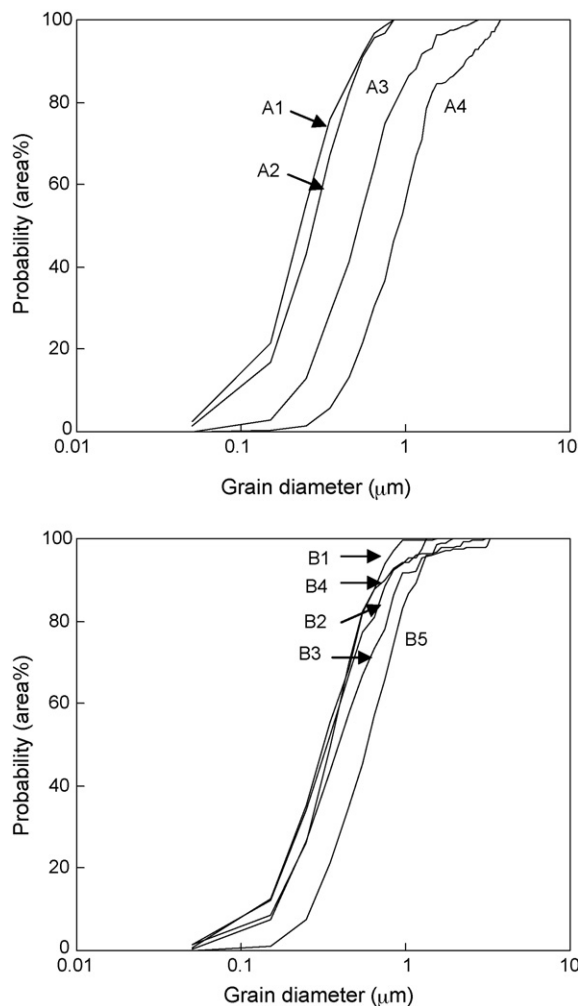 100
80
60
40
20
0
0.01 0.1 1 10
Probability (area%)
Grain diameter (μm)
A1
A2
A3
A4
100
80
60
40
20
0
0.01 0.1 1 10
Probability (area%)
Grain diameter (μm)
B1
B4
B2
B3
B5